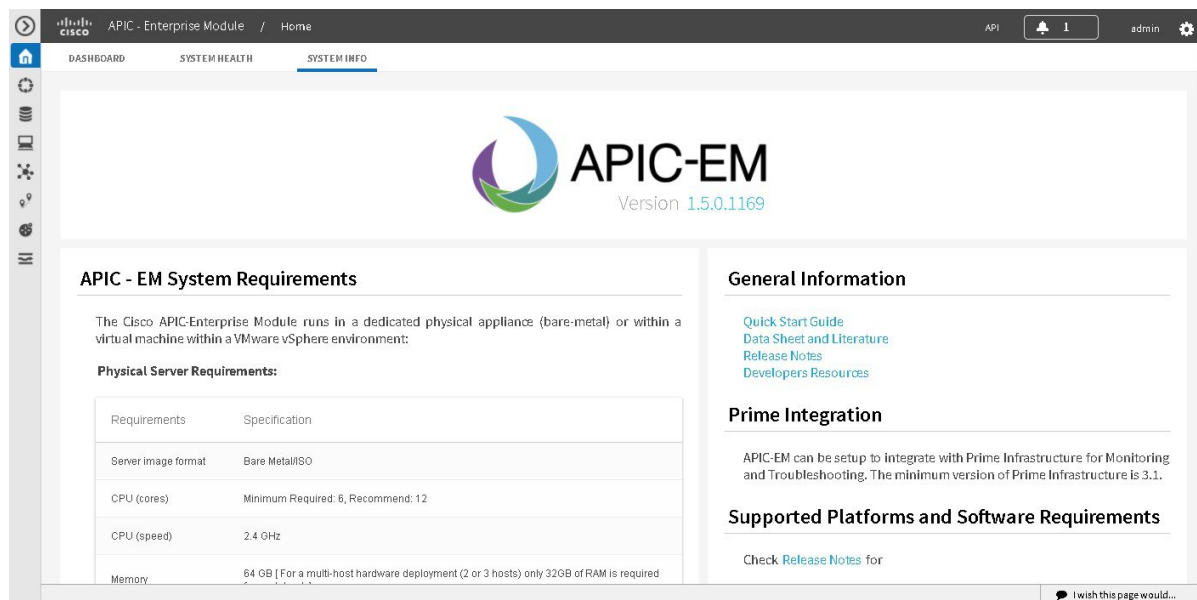 CISCO APIC - Enterprise Module / Home API 1 admin
DASHBOARD SYSTEM HEALTH SYSTEM INFO
APIC-EM
Version 1.5.0.1169
APIC - EM System Requirements
The Cisco APIC-Enterprise Module runs in a dedicated physical appliance (bare-metal) or within a
virtual machine within a VMware vSphere environment:
Physical Server Requirements:
Requirements Specification
Server image format Bare Metal/ISO
CPU (cores) Minimum Required: 6, Recommend: 12
CPU (speed) 2.4 GHz
Memory 64 GB [ For a multi-host hardware deployment (2 or 3 hosts) only 32GB of RAM is required
General Information
Quick Start Guide
Data Sheet and Literature
Release Notes
Developers Resources
Prime Integration
APIC-EM can be setup to integrate with Prime Infrastructure for Monitoring
and Troubleshooting. The minimum version of Prime Infrastructure is 3.1.
Supported Platforms and Software Requirements
Check Release Notes for
I wish this page would...